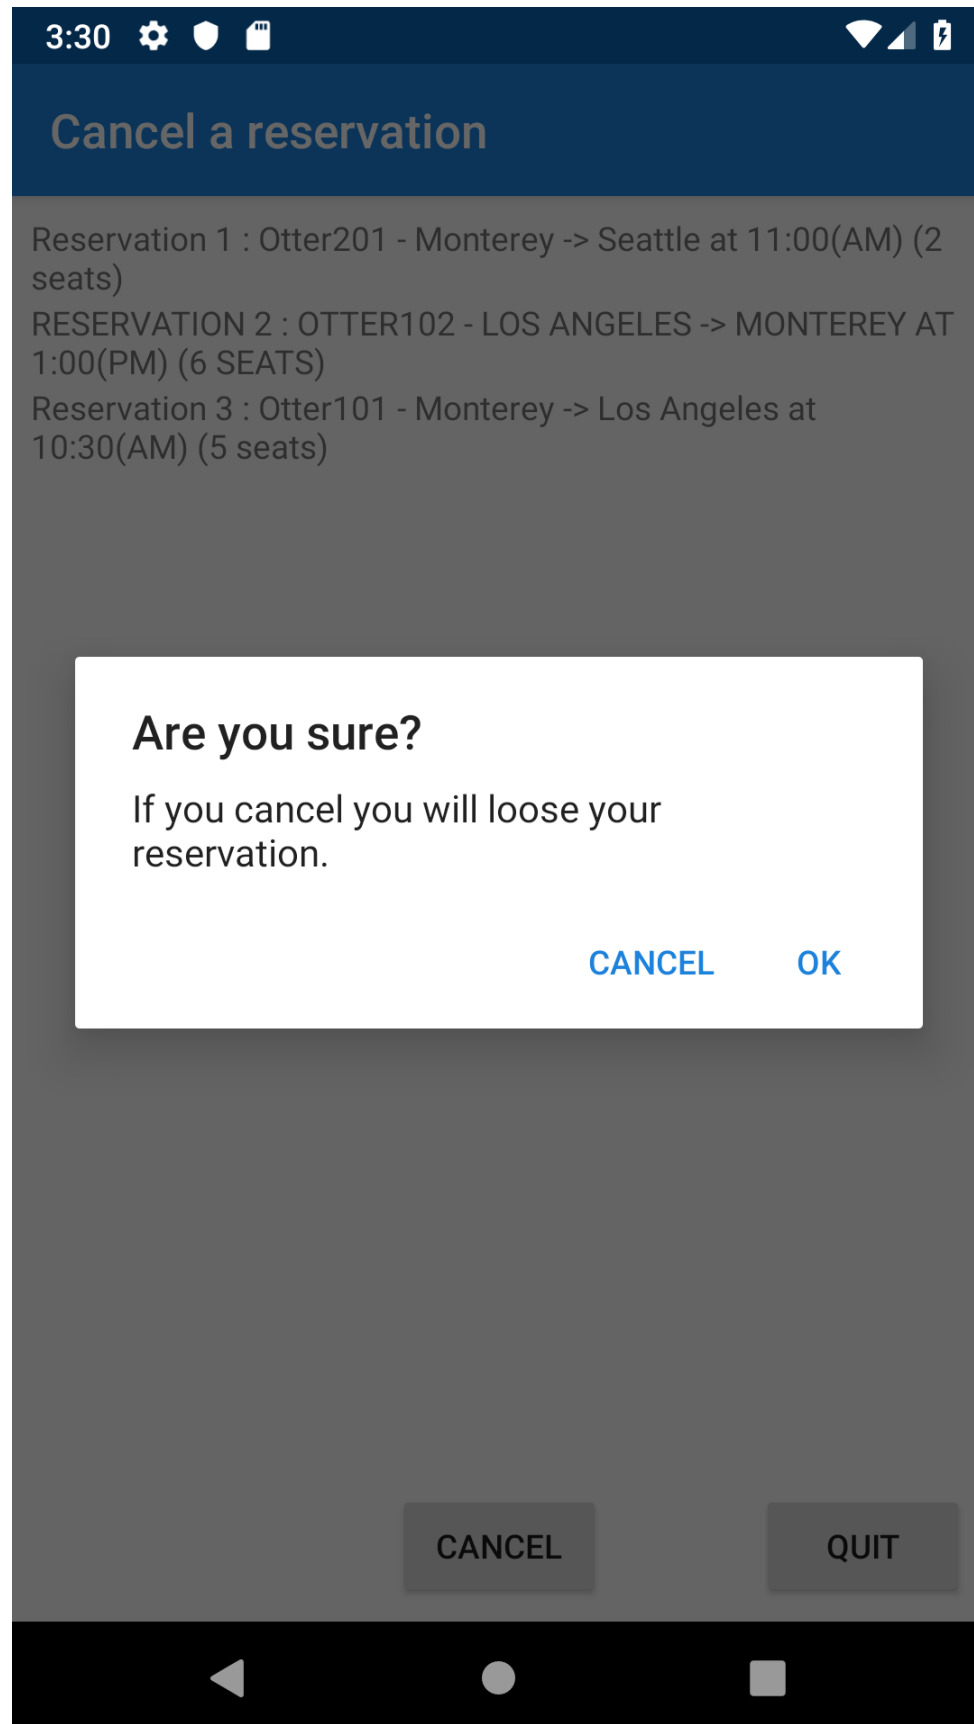 3:30
Cancel a reservation
Reservation 1 : Otter201 - Monterey -> Seattle at 11:00(AM) (2
seats)
RESERVATION 2 : OTTER102 - LOS ANGELES -> MONTEREY AT
1:00(PM) (6 SEATS)
Reservation 3 : Otter101 - Monterey -> Los Angeles at
10:30(AM) (5 seats)
Are you sure?
If you cancel you will loose your
reservation.
CANCEL OK
CANCEL QUIT